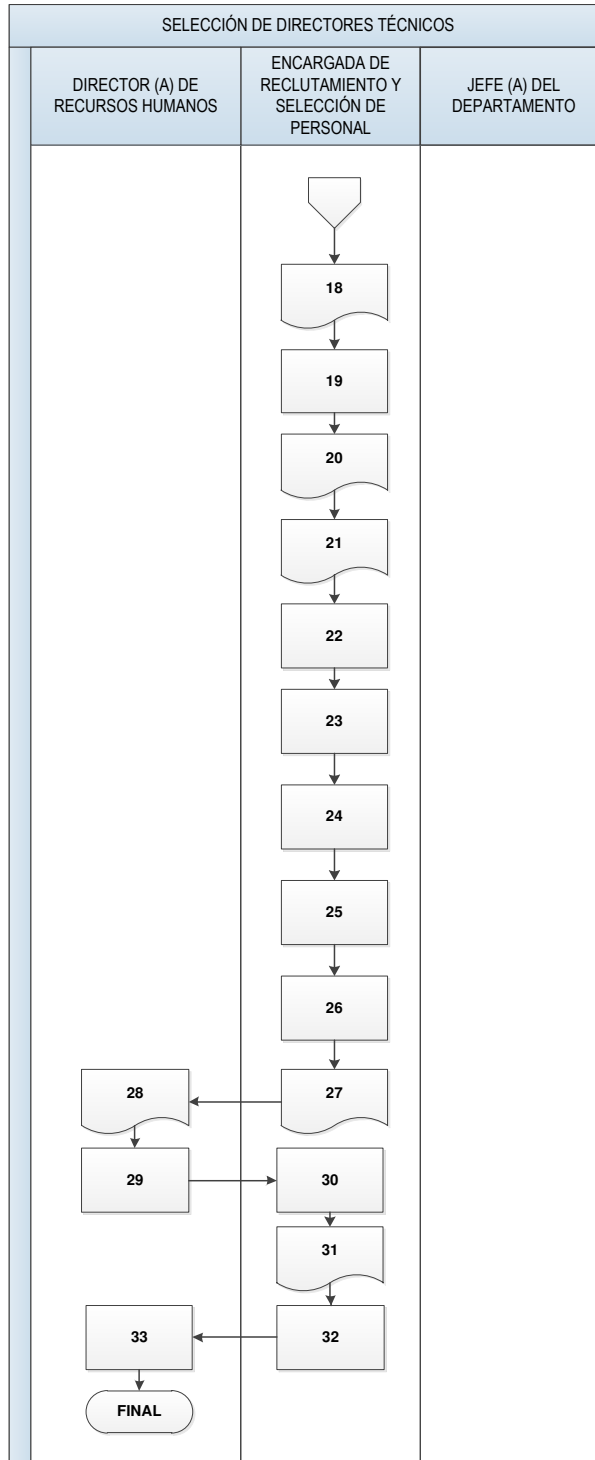 SELECCIÓN DE DIRECTORES TÉCNICOS
DIRECTOR (A) DE
RECURSOS HUMANOS
ENCARGADA DE
RECLUTAMIENTO Y
SELECCIÓN DE
PERSONAL
JEFE (A) DEL
DEPARTAMENTO
18
19
20
21
22
23
24
25
26
28
27
29
30
31
33
32
FINAL